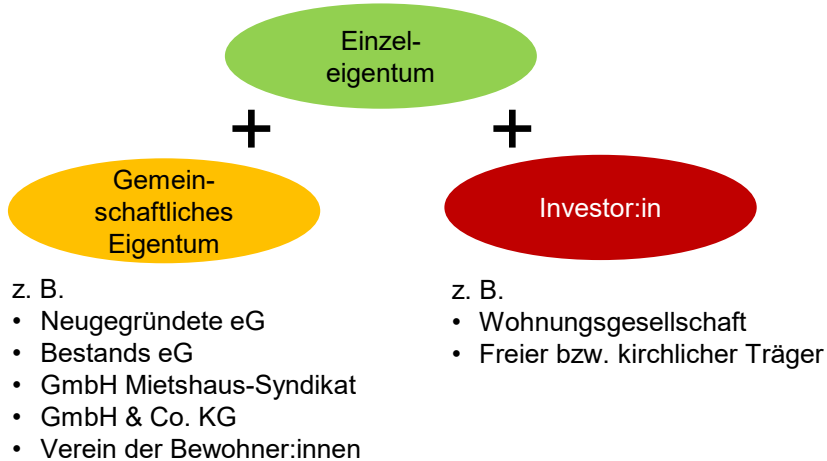 Einzel-
eigentum
+
+
Gemein-
schaftliches
Eigentum
Investor:in
z. B.
• Neugegründete eG
• Bestands eG
• GmbH Mietshaus-Syndikat
• GmbH & Co. KG
• Verein der Bewohner:innen
z. B.
• Wohnungsgesellschaft
• Freier bzw. kirchlicher Träger